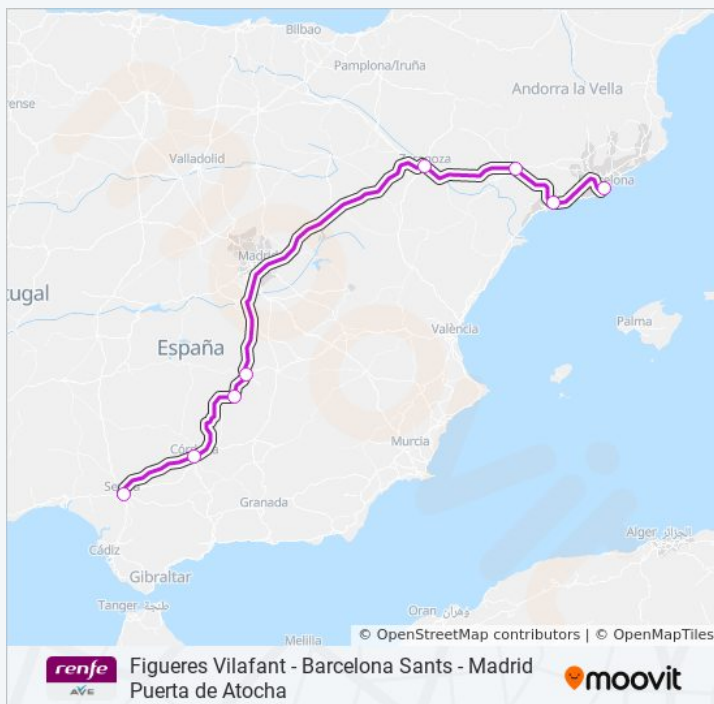 Bilbao
Pamplona/Iruña
Andorra la Vella
Valladolid
Madrid
tugal
España
València
Palma
Murcia
Granada
Cádiz
Gibraltar
Tanger طنجة
Melilla
Oran وهران
Alger الجزائر
© OpenStreetMap contributors | © OpenMapTiles
renfe
AVE
Figueres Vilafant - Barcelona Sants - Madrid
Puerta de Atocha
moovit